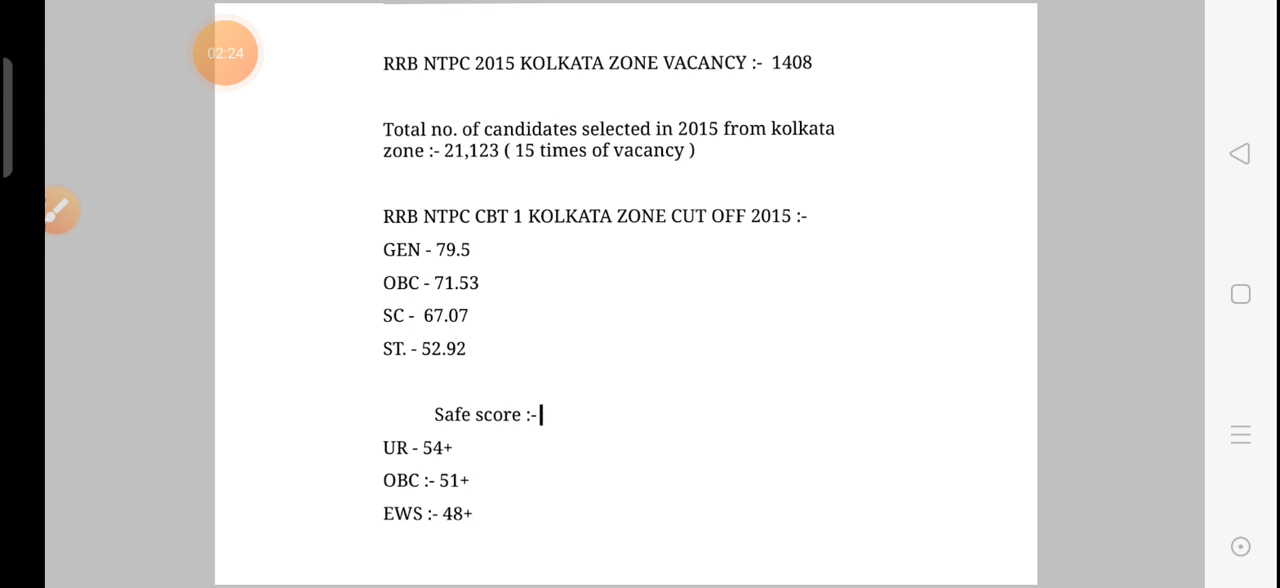 02:24
RRB NTPC 2015 KOLKATA ZONE VACANCY :-  1408
Total no. of candidates selected in 2015 from kolkata
zone :- 21,123 ( 15 times of vacancy )
RRB NTPC CBT 1 KOLKATA ZONE CUT OFF 2015 :-
GEN - 79.5
OBC - 71.53
SC -  67.07
ST. - 52.92
Safe score :-
UR - 54+
OBC :- 51+
EWS :- 48+